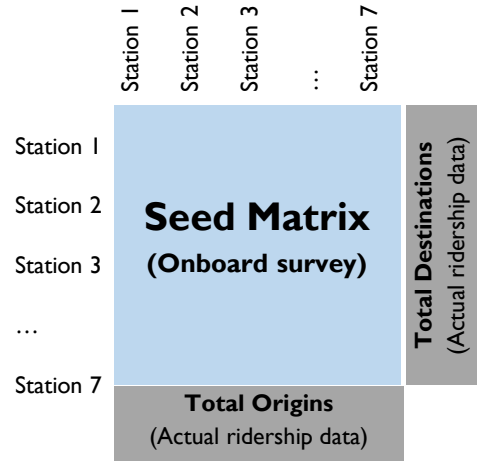 Station 1
Station 2
Station 3
...
Station 7
Station 1
Station 2
Station 3
...
Station 7
Seed Matrix
(Onboard survey)
Total Destinations
(Actual ridership data)
Total Origins
(Actual ridership data)